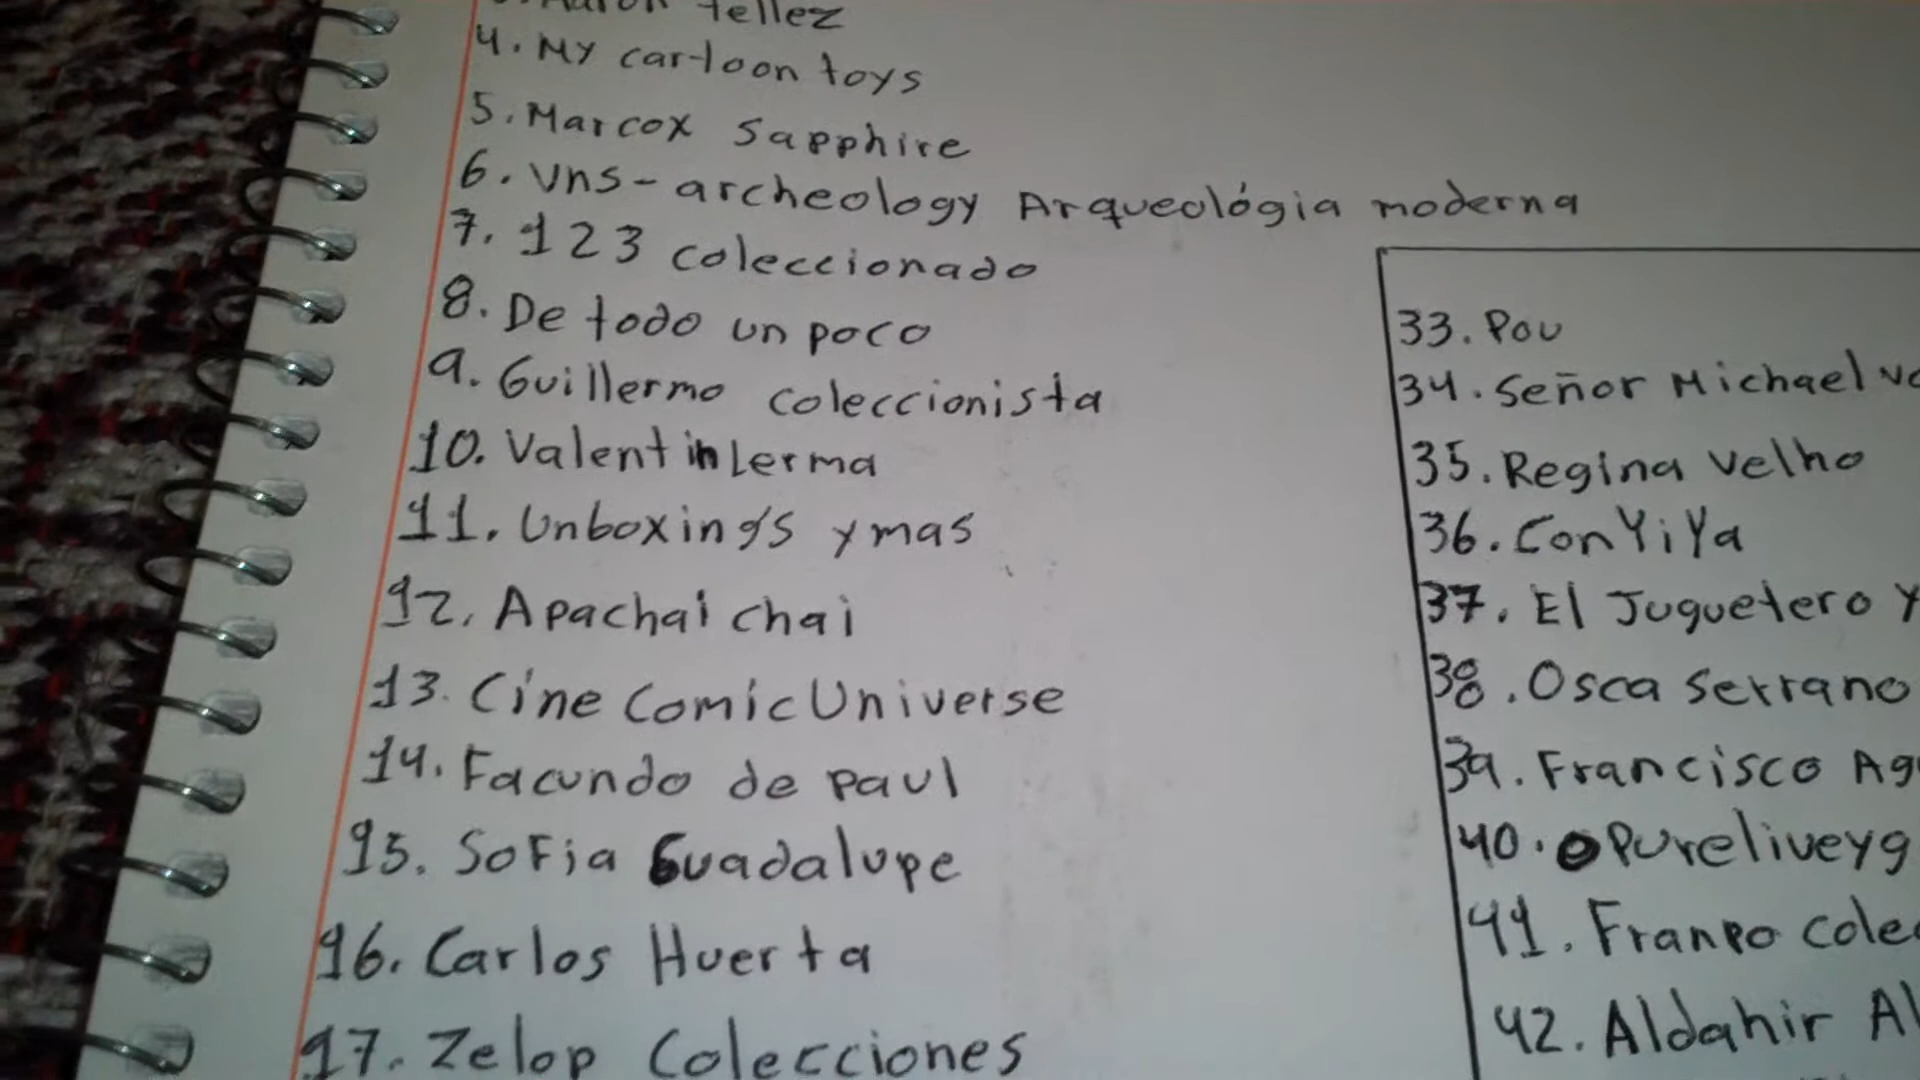 tellez
4. My cartoon toys
5. Marcox Sapphire
6. Vns-archeology Arqueológia moderna
7. 123 coleccionado
8. De todo un poco
9. Guillermo coleccionista
10. Valentin Lerma
11. Unboxing's y mas
12. Apachai chai
13. Cine Comic Universe
14. Facundo de paul
15. Sofia Guadalupe
16. Carlos Huerta
17. Zelop Colecciones
33. Pou
34. Señor Michael
35. Regina Velho
36. ConYiYa
37. El Juguetero Y
38. Osca Serrano
39. Francisco
40. Pureliveyg
41. Franpo
42. Aldahir